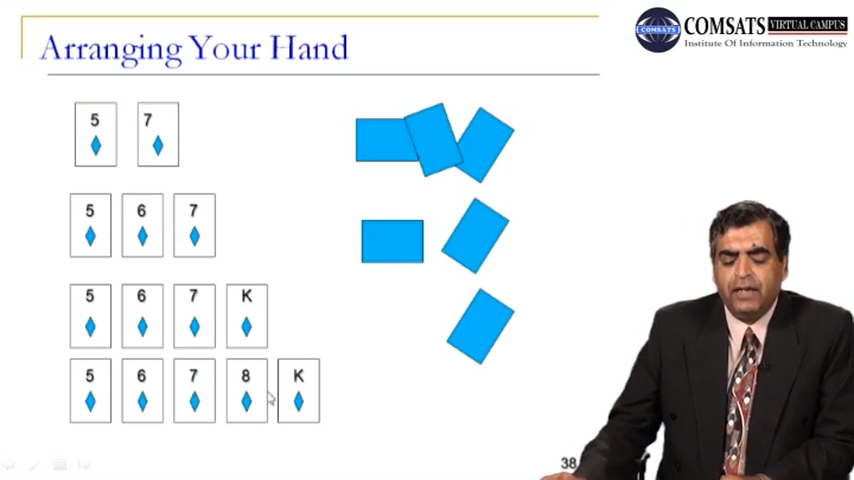 Arranging Your Hand
COMSATS VIRTUAL CAMPUS
COMSATS
Institute Of Information Technology
5 7
5 6 7
5 6 7 K
5 6 7 8 K
38